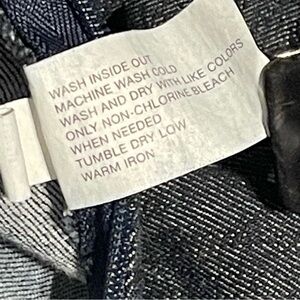 WASH INSIDE OUT
MACHINE WASH COLD
WASH AND DRY WITH LIKE COLORS
ONLY NON-CHLORINE BLEACH
WHEN NEEDED
TUMBLE DRY LOW
WARM IRON